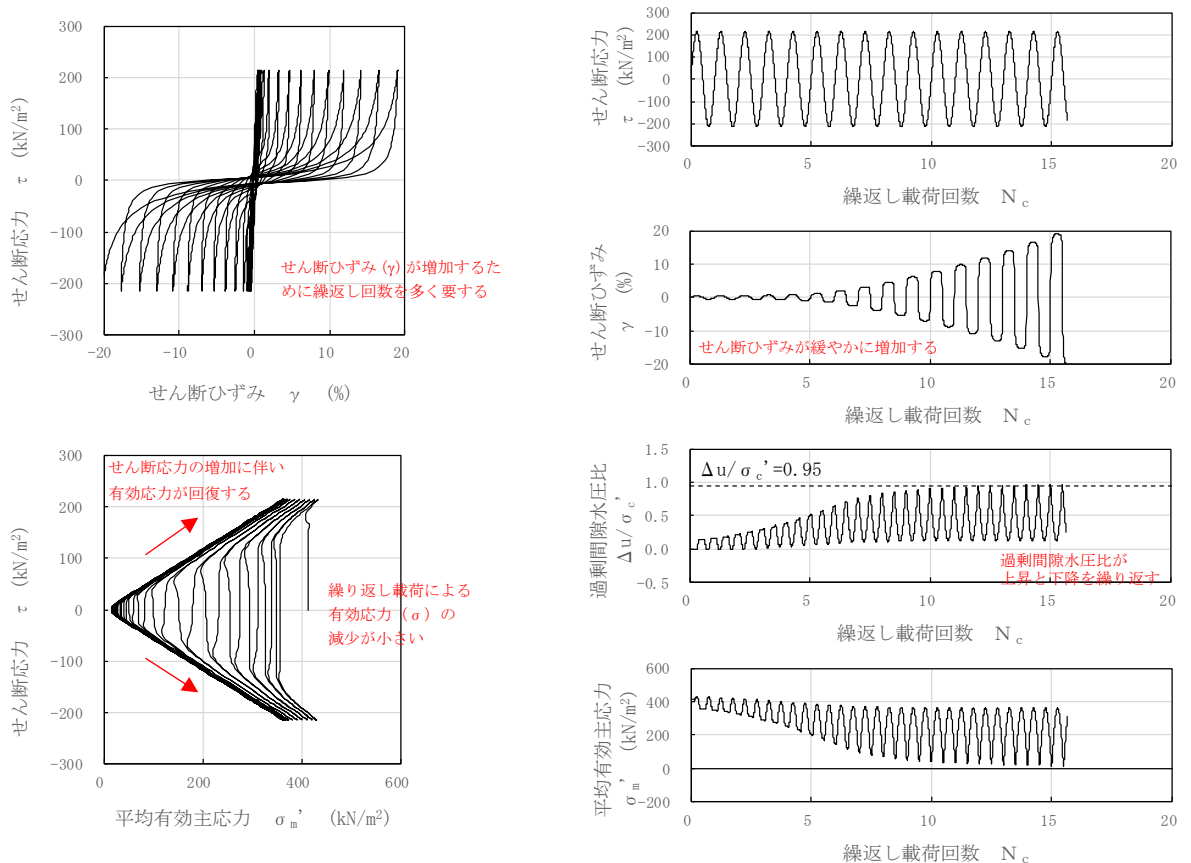 300
200
100
0
-100
-200
-300
-20
-10
0
10
20
せん断応力 τ (kN/m²)
せん断ひずみ γ (%)
せん断ひずみ(γ)が増加するた
めに繰返し回数を多く要する
300
200
100
0
-100
-200
-300
0
200
400
600
せん断応力 τ (kN/m²)
平均有効主応力 σm' (kN/m²)
せん断応力の増加に伴い
有効応力が回復する
繰り返し載荷による
有効応力(σ)の
減少が小さい
300
200
100
0
-100
-200
-300
0
5
10
15
20
せん断応力
τ (kN/m²)
繰返し載荷回数 Nc
20
10
0
-10
-20
0
5
10
15
20
せん断ひずみ
γ (%)
せん断ひずみが緩やかに増加する
繰返し載荷回数 Nc
1.5
1.0
0.5
0.0
-0.5
0
5
10
15
20
過剰間隙水圧比
Δu/σc'
Δu/σc'=0.95
過剰間隙水圧比が
上昇と下降を繰り返す
繰返し載荷回数 Nc
600
400
200
0
-200
0
5
10
15
20
平均有効主応力
σm' (kN/m²)
繰返し載荷回数 Nc